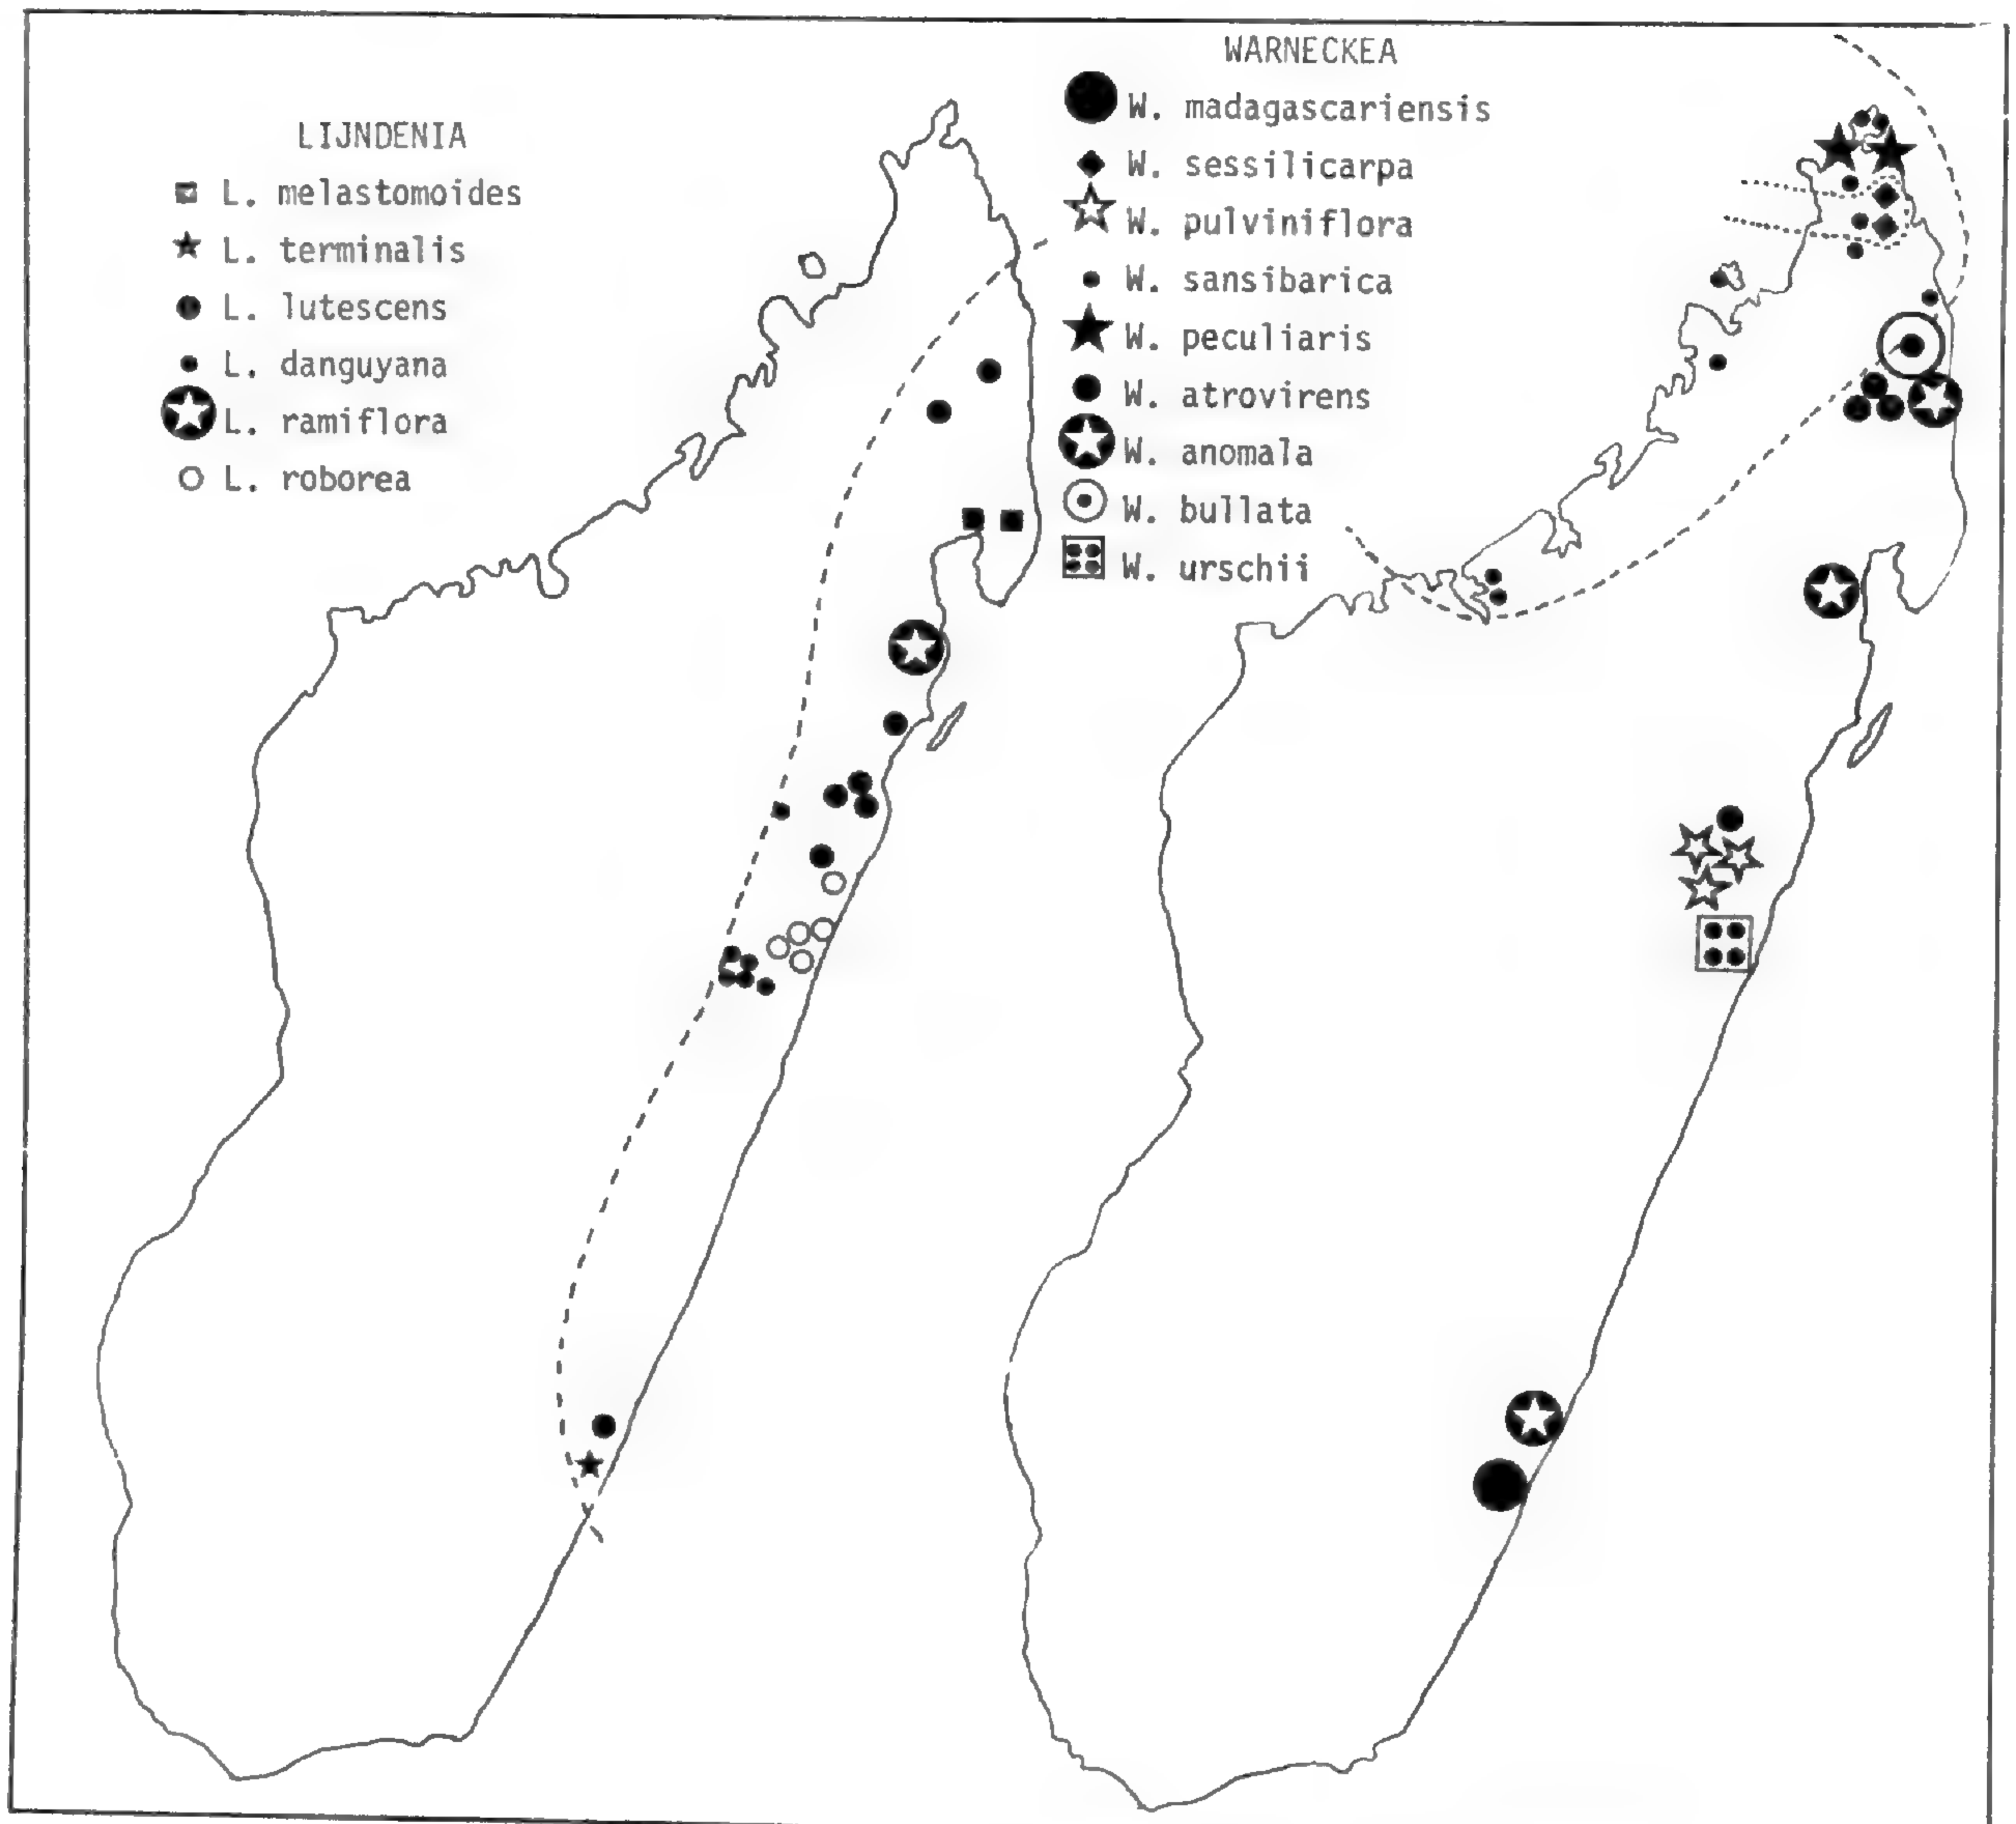 LIJNDENIA
L. melastomoides
L. terminalis
L. lutescens
L. danguyana
L. ramiflora
L. roborea
WARNECKEA
W. madagascariensis
W. sessilicarpa
W. pulviniflora
W. sansibarica
W. peculiaris
W. atrovirens
W. anomala
W. bullata
W. urschii